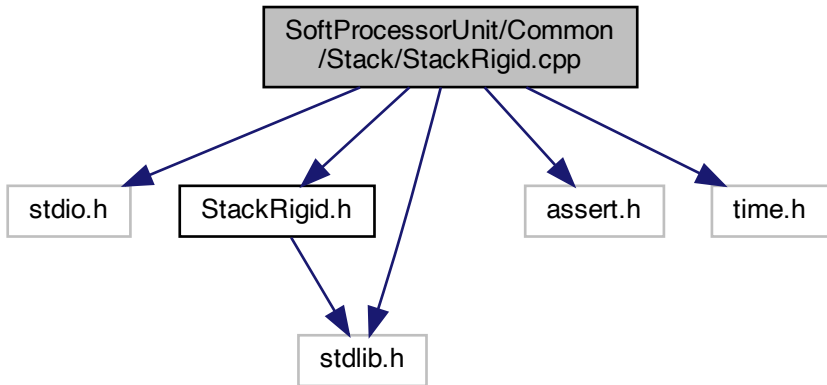 SoftProcessorUnit/Common
/Stack/StackRigid.cpp
stdio.h
StackRigid.h
assert.h
time.h
stdlib.h